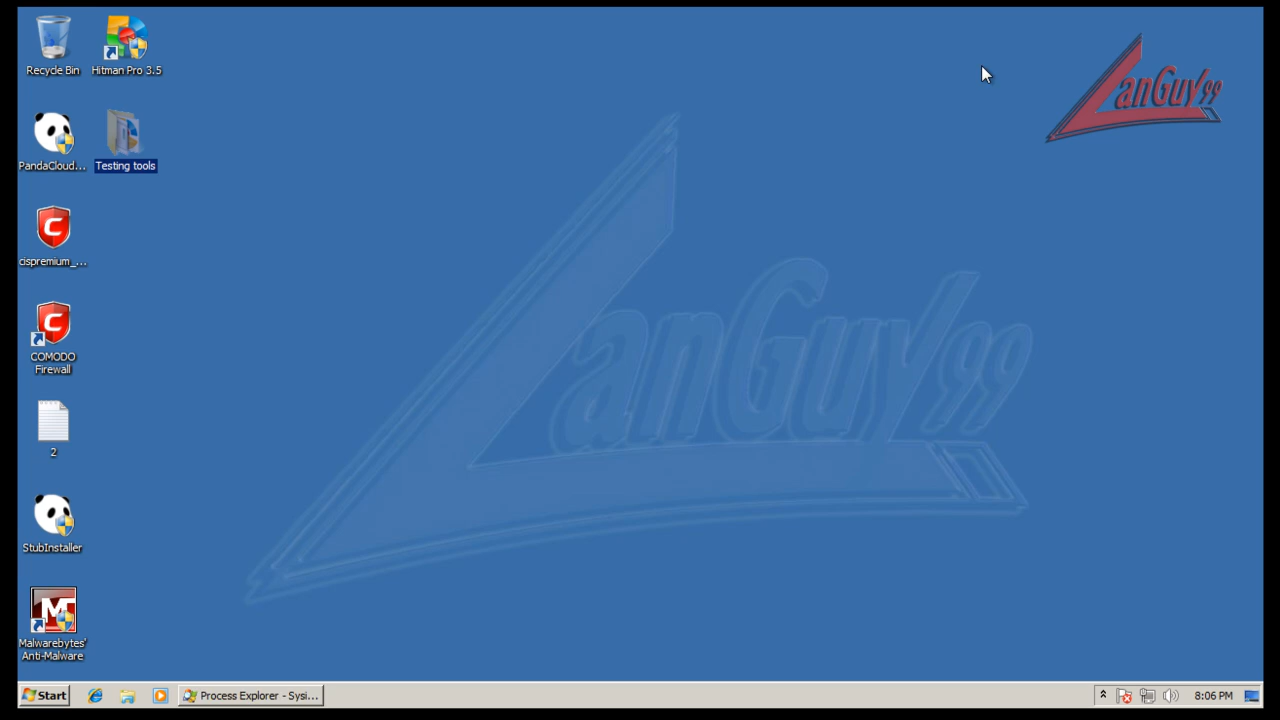 Recycle Bin
Hitman Pro 3.5
PandaCloud...
Testing tools
cispremium_...
COMODO
Firewall
2
StubInstaller
Malwarebytes'
Anti-Malware
LanGuy99
LanGuy99
Start
Process Explorer - Sysi...
8:06 PM